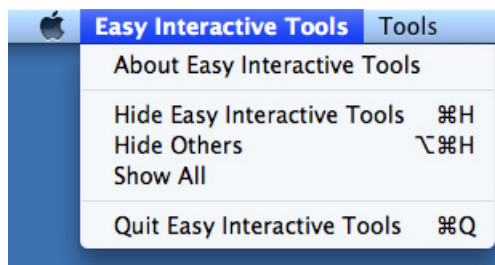 Easy Interactive Tools Tools
About Easy Interactive Tools
Hide Easy Interactive Tools ⌘H
Hide Others ⌥⌘H
Show All
Quit Easy Interactive Tools ⌘Q